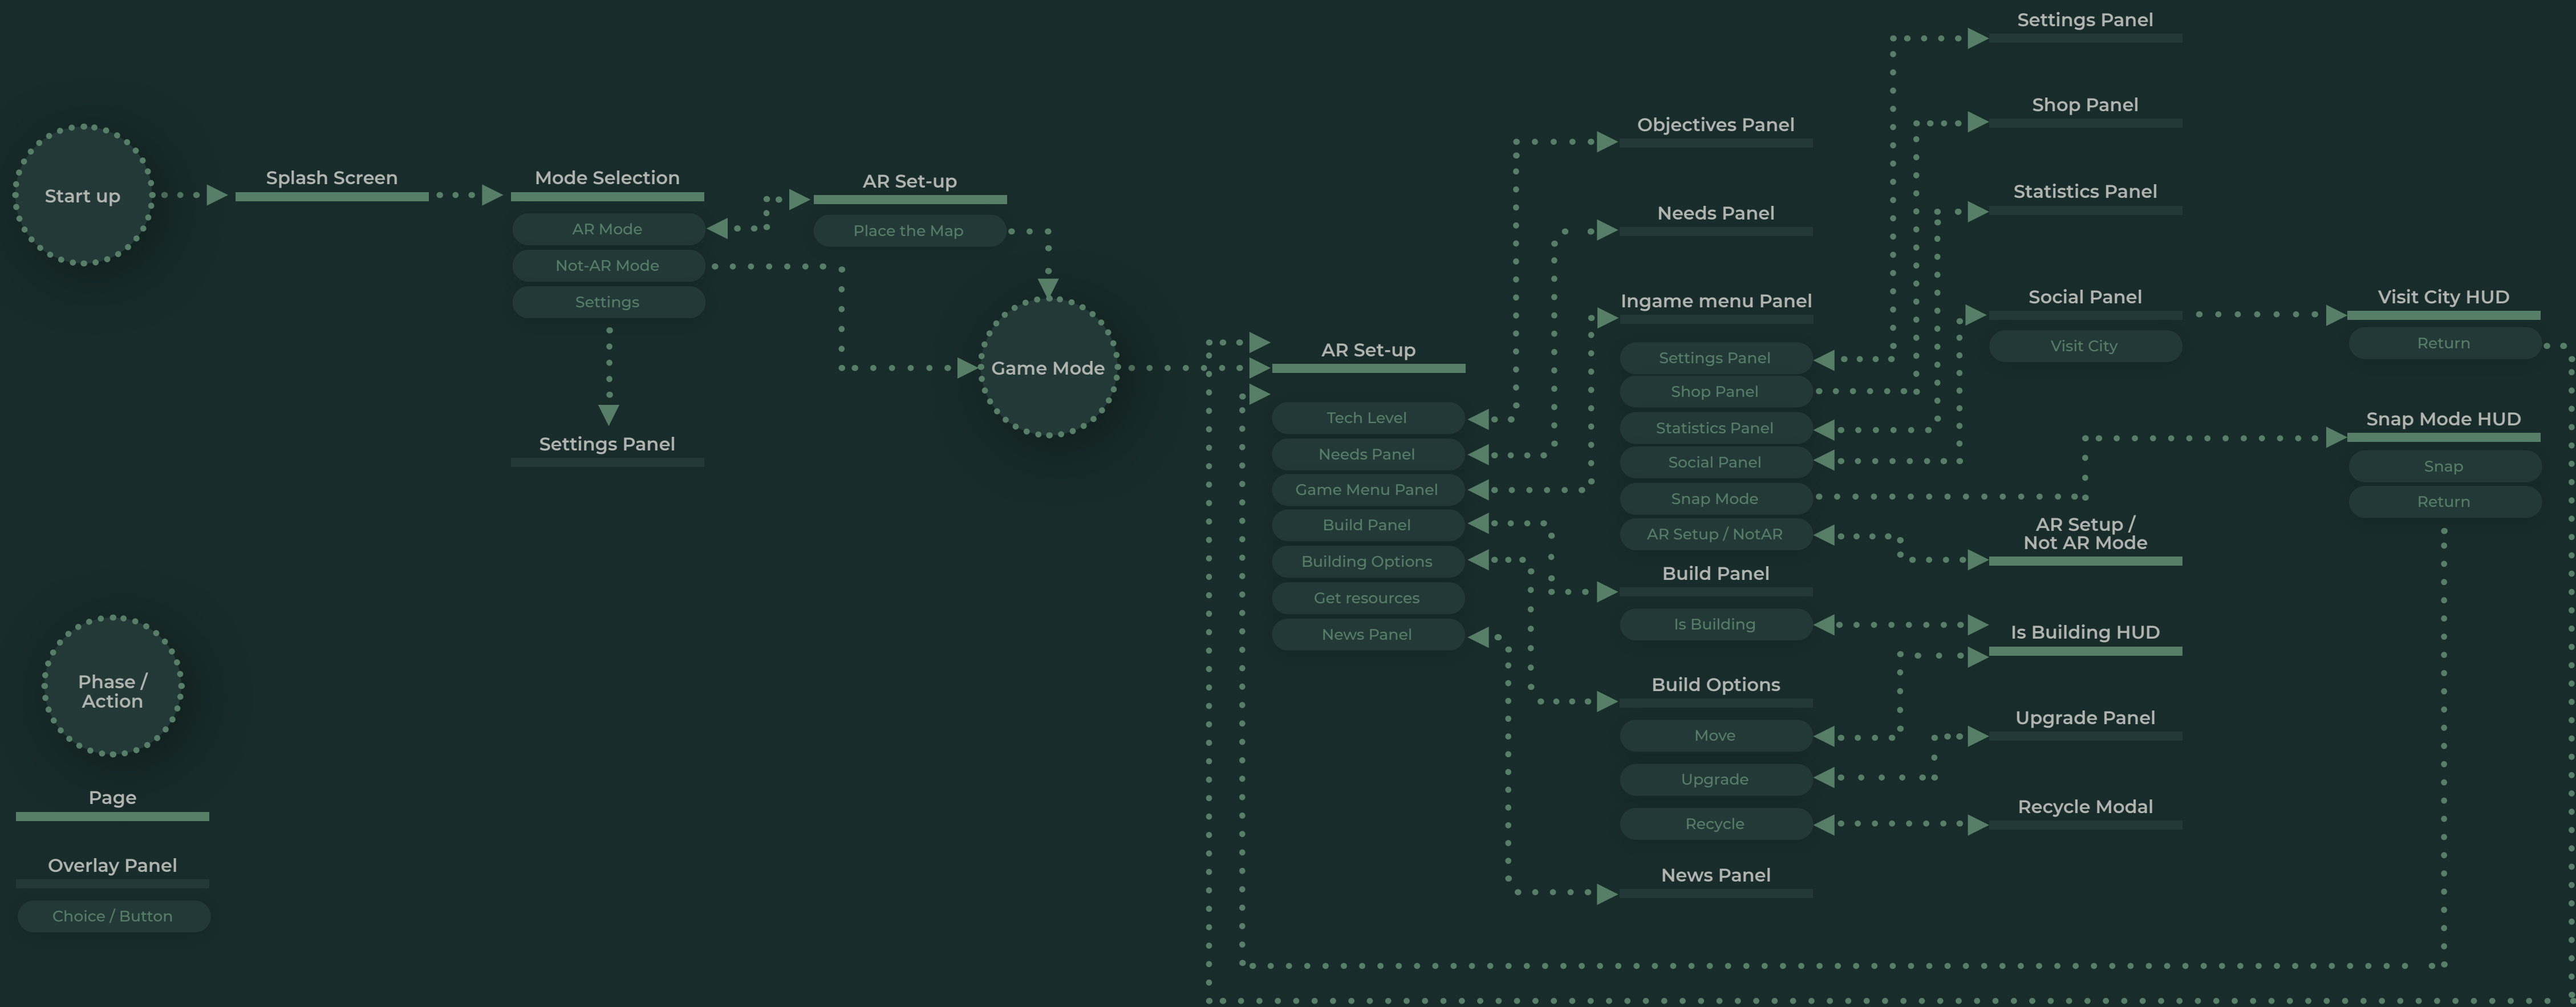 Start up
Splash Screen
Mode Selection
AR Mode
Not-AR Mode
Settings
Settings Panel
AR Set-up
Place the Map
Game Mode
AR Set-up
Tech Level
Needs Panel
Game Menu Panel
Build Panel
Building Options
Get resources
News Panel
Objectives Panel
Needs Panel
Ingame menu Panel
Settings Panel
Shop Panel
Statistics Panel
Social Panel
Snap Mode
AR Setup / NotAR
Build Panel
Is Building
Build Options
Move
Upgrade
Recycle
News Panel
Settings Panel
Shop Panel
Statistics Panel
Social Panel
Visit City
AR Setup /
Not AR Mode
Is Building HUD
Upgrade Panel
Recycle Modal
Visit City HUD
Return
Snap Mode HUD
Snap
Return
Phase /
Action
Page
Overlay Panel
Choice / Button